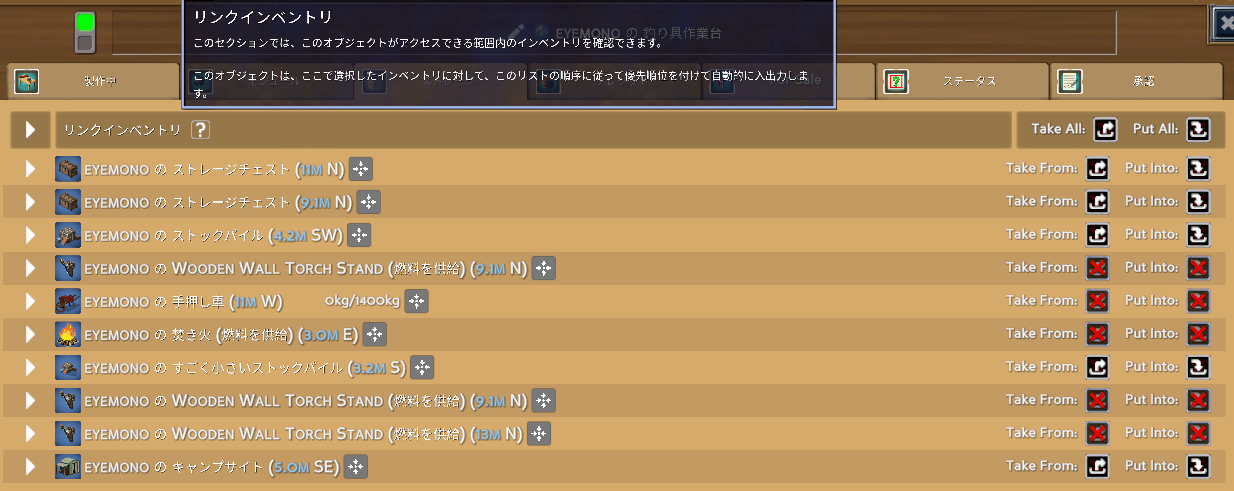 リンクインベントリ
このセクションでは、このオブジェクトがアクセスできる範囲内のインベントリを確認できます。
このオブジェクトは、ここで選択したインベントリに対して、このリストの順序に従って優先順位を付けて自動的に入出力しま
す。
EYEMONO の 釣り具作業台
製作中
ステータス
承認
リンクインベントリ ? Take All: Put All:
EYEMONO の ストレージチェスト (11M N) Take From: Put Into:
EYEMONO の ストレージチェスト (9.1M N) Take From: Put Into:
EYEMONO の ストックパイル (4.2M SW) Take From: Put Into:
EYEMONO の WOODEN WALL TORCH STAND (燃料を供給) (9.1M N) Take From: Put Into:
EYEMONO の 手押し車 (11M W) 0kg/1400kg Take From: Put Into:
EYEMONO の 焚き火 (燃料を供給) (3.0M E) Take From: Put Into:
EYEMONO の すごく小さいストックパイル (3.2M S) Take From: Put Into:
EYEMONO の WOODEN WALL TORCH STAND (燃料を供給) (9.1M N) Take From: Put Into:
EYEMONO の WOODEN WALL TORCH STAND (燃料を供給) (13M N) Take From: Put Into:
EYEMONO の キャンプサイト (5.0M SE) Take From: Put Into: